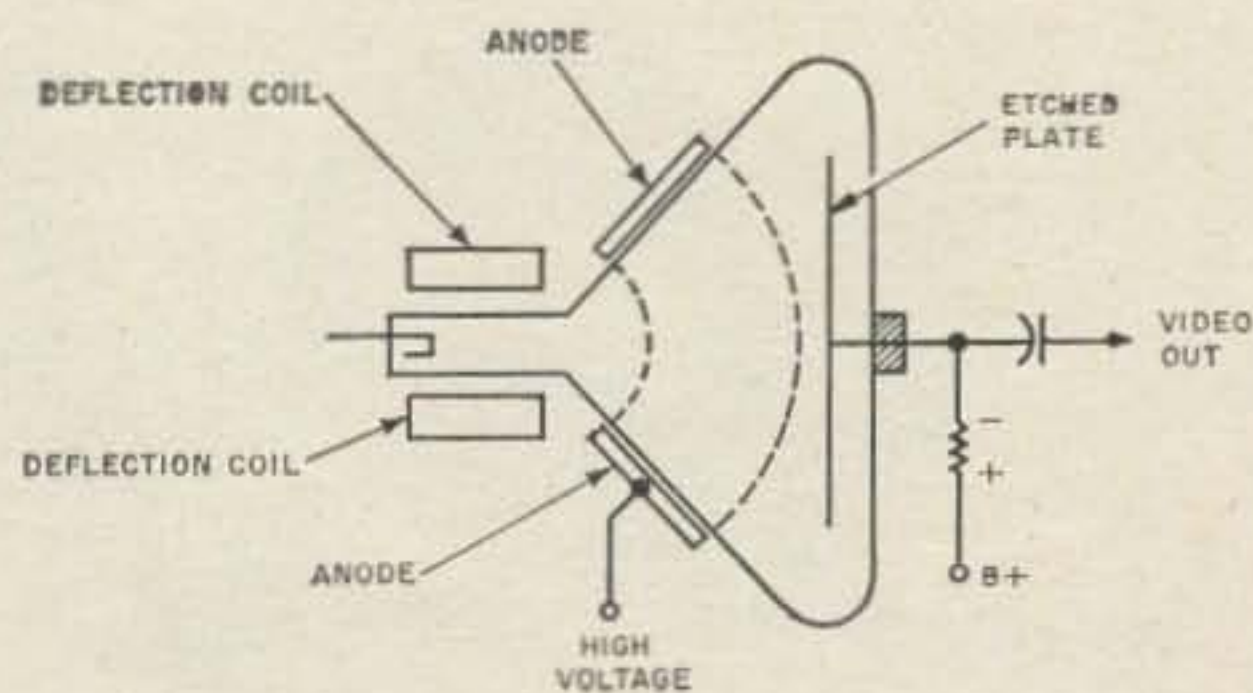 ANODE
DEFLECTION COIL
ETCHED
PLATE
VIDEO
OUT
-
+
DEFLECTION COIL
ANODE
B+
HIGH
VOLTAGE